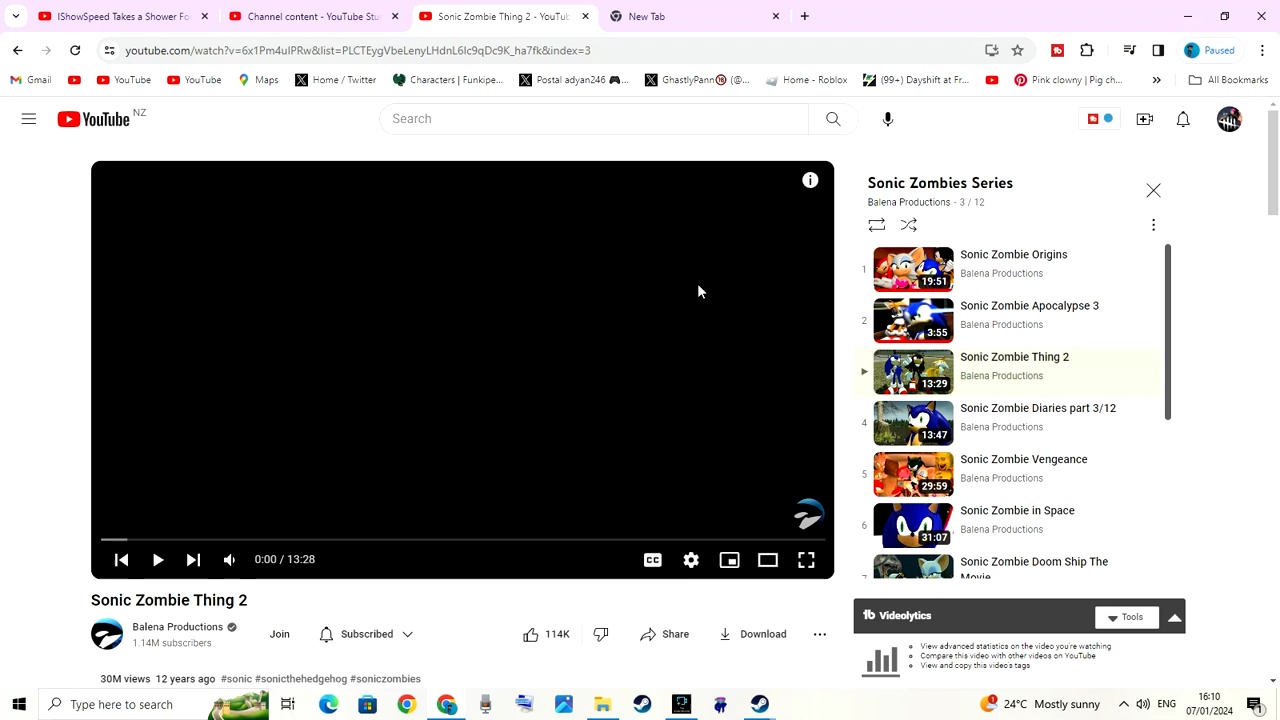 IShowSpeed Takes a Shower Fo
Channel content - YouTube Stu
Sonic Zombie Thing 2 - YouTub
New Tab
youtube.com/watch?v=6x1Pm4uIPRw&list=PLCTEygVbeLenyLHdnL6Ic9qDc9K_ha7fk&index=3
Paused
Gmail
YouTube
YouTube
Maps
Home / Twitter
Characters | Funkipe...
Postal adyan246 🎮...
GhastlyPann🔞 (@...
Home - Roblox
(99+) Dayshift at Fr...
Pink clowny | Pig ch...
All Bookmarks
YouTube NZ
Search
Sonic Zombies Series
Balena Productions - 3 / 12
1
Sonic Zombie Origins
Balena Productions
19:51
2
Sonic Zombie Apocalypse 3
Balena Productions
3:55
Sonic Zombie Thing 2
Balena Productions
13:29
4
Sonic Zombie Diaries part 3/12
Balena Productions
13:47
5
Sonic Zombie Vengeance
Balena Productions
29:59
6
Sonic Zombie in Space
Balena Productions
31:07
Sonic Zombie Doom Ship The
Movie
0:00 / 13:28
CC
Sonic Zombie Thing 2
Balena Productions
1.14M subscribers
Join
Subscribed
114K
Share
Download
30M views 12 years ago #sonic #sonicthehedgehog #soniczombies
tb Videolytics
Tools
View advanced statistics on the video you're watching
Compare this video with other videos on YouTube
View and copy this video's tags
Type here to search
24°C Mostly sunny
ENG
16:10
07/01/2024
1